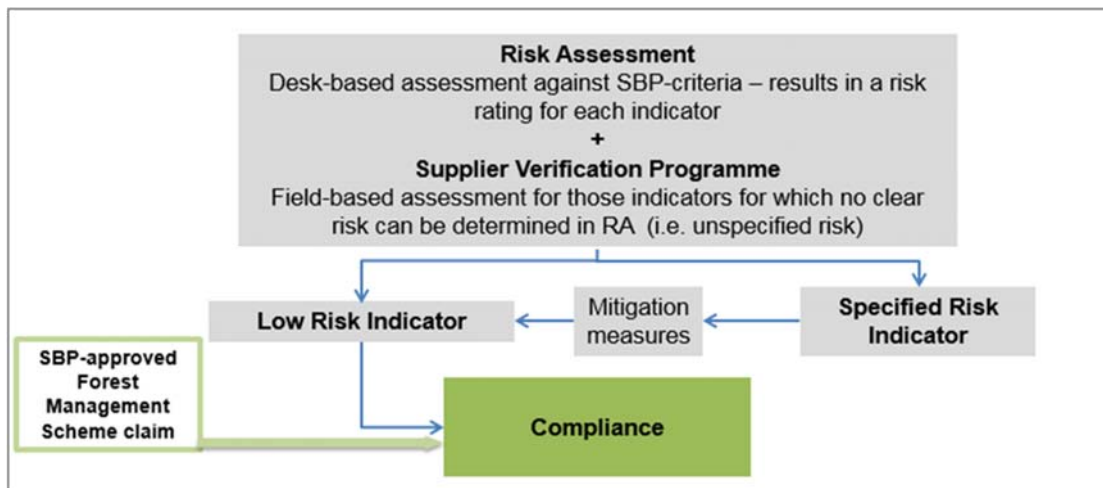 Risk Assessment
Desk-based assessment against SBP-criteria – results in a risk
rating for each indicator
+
Supplier Verification Programme
Field-based assessment for those indicators for which no clear
risk can be determined in RA (i.e. unspecified risk)
Low Risk Indicator
Mitigation
measures
Specified Risk
Indicator
SBP-approved
Forest
Management
Scheme claim
Compliance